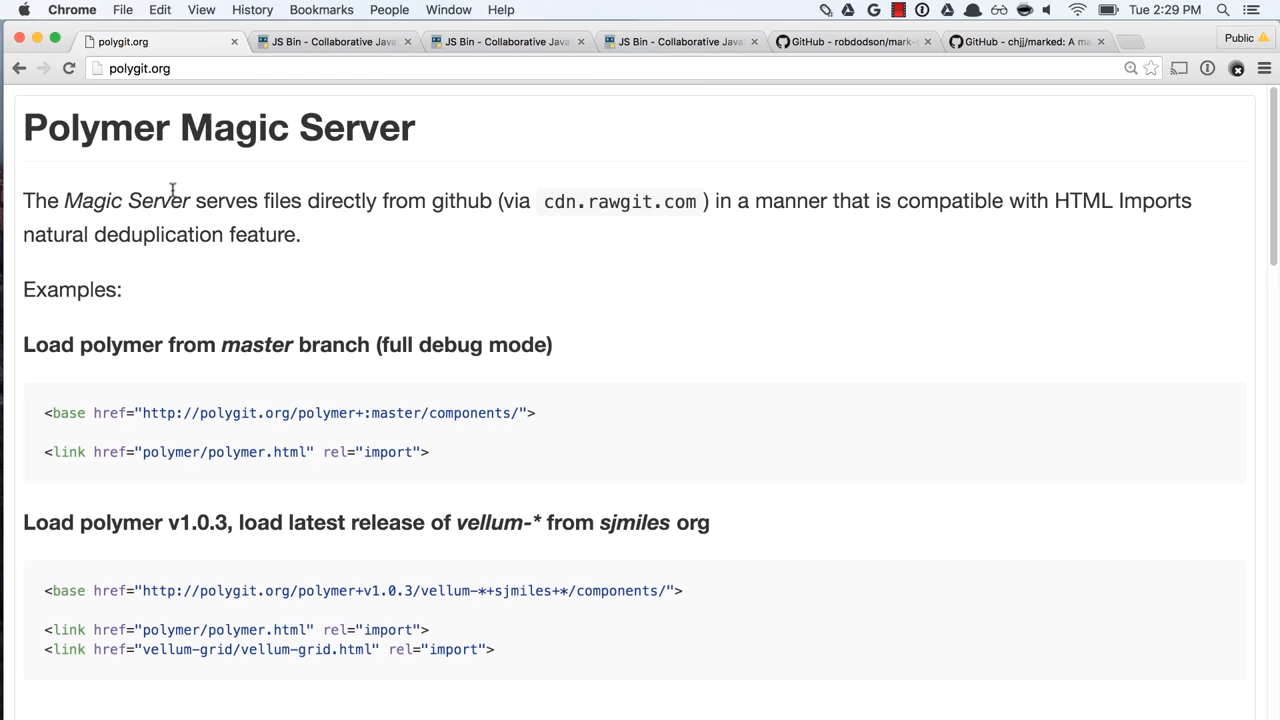 Chrome File Edit View History Bookmarks People Window Help Tue 2:29 PM
polygit.org JS Bin - Collaborative Java JS Bin - Collaborative Java JS Bin - Collaborative Java GitHub - robdodson/mark- GitHub - chjj/marked: A ma Public
polygit.org
Polymer Magic Server
The Magic Server serves files directly from github (via cdn.rawgit.com ) in a manner that is compatible with HTML Imports
natural deduplication feature.
Examples:
Load polymer from master branch (full debug mode)
<base href="http://polygit.org/polymer+:master/components/">
<link href="polymer/polymer.html" rel="import">
Load polymer v1.0.3, load latest release of vellum-* from sjmiles org
<base href="http://polygit.org/polymer+v1.0.3/vellum-*+sjmiles+*/components/">
<link href="polymer/polymer.html" rel="import">
<link href="vellum-grid/vellum-grid.html" rel="import">